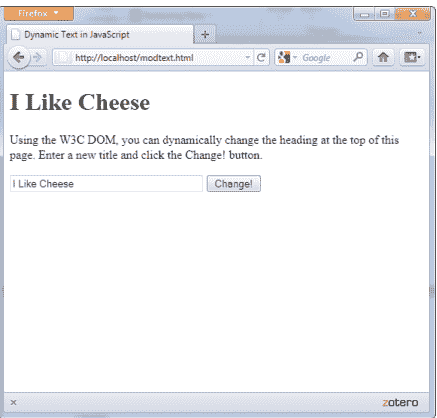 Firefox
Dynamic Text in JavaScript
http://localhost/modtext.html
Google
I Like Cheese
Using the W3C DOM, you can dynamically change the heading at the top of this
page. Enter a new title and click the Change! button.
I Like Cheese Change!
zotero